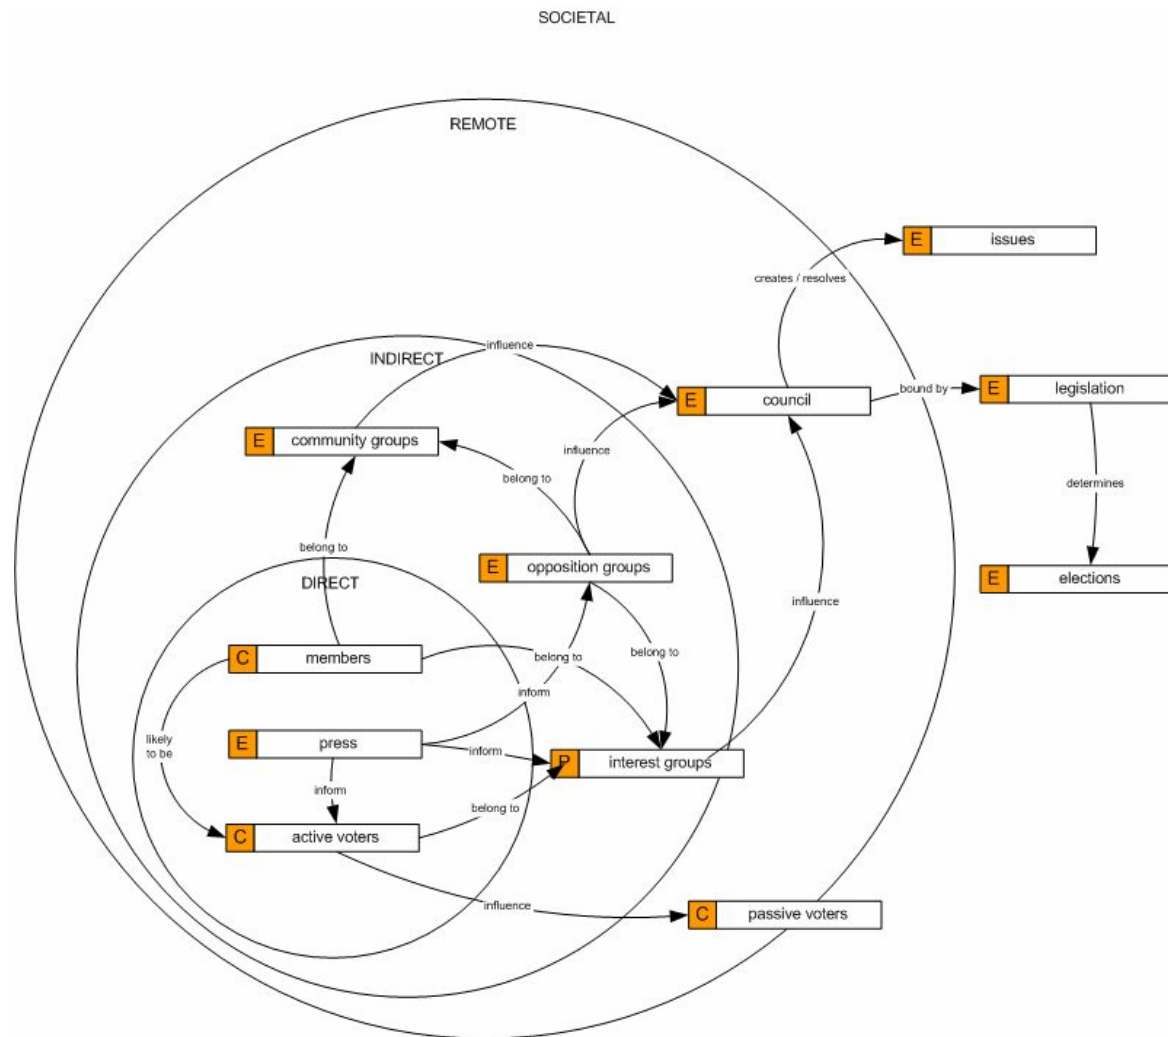 SOCIETAL
REMOTE
E issues
creates / resolves
influence
INDIRECT
E council
bound by
E legislation
E community groups
influence
belong to
determines
belong to
E opposition groups
E elections
DIRECT
influence
C members
belong to
belong to
inform
likely
to be
E press
inform
P interest groups
inform
belong to
C active voters
influence
C passive voters